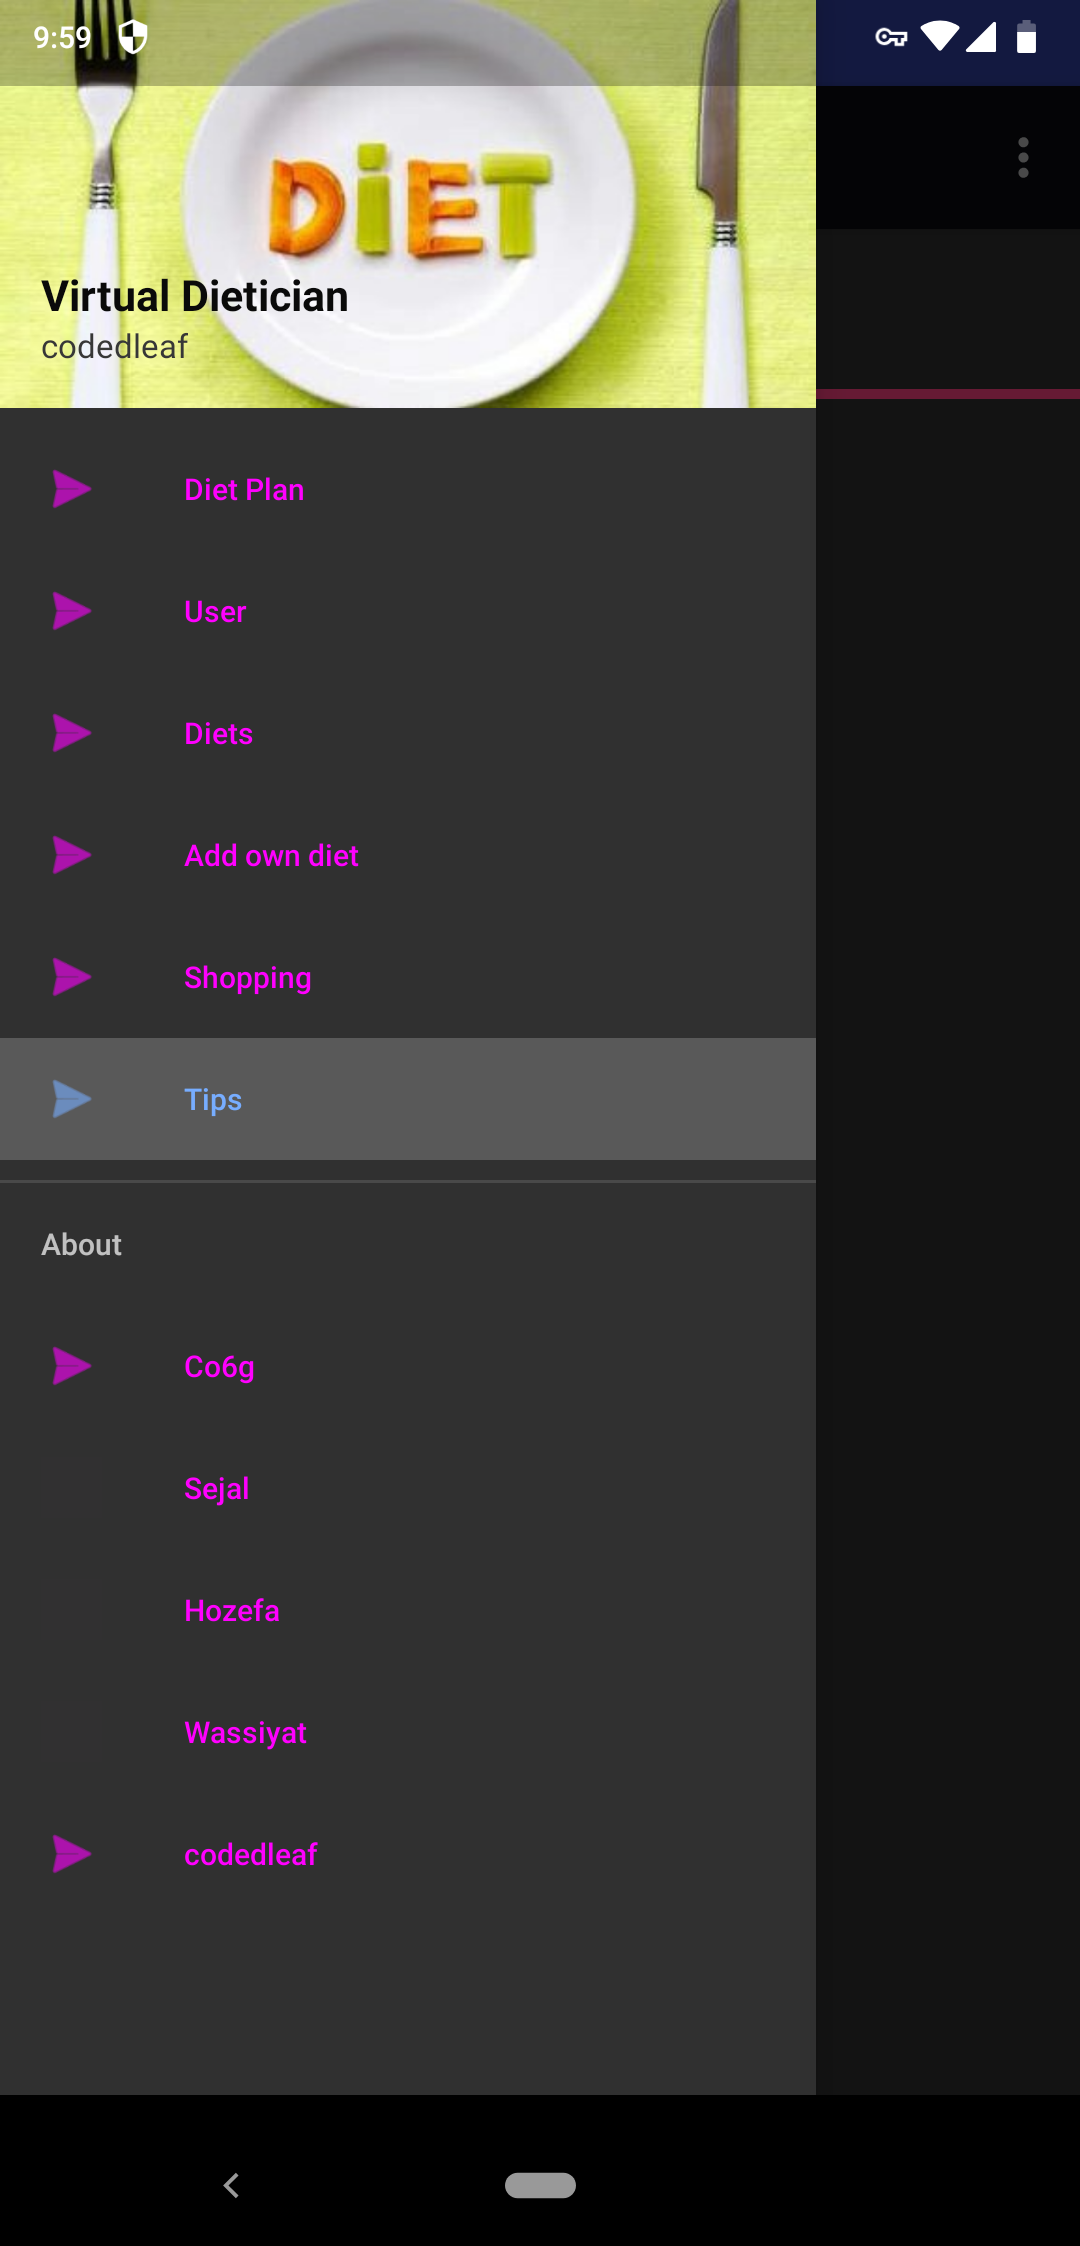 9:59
DiET
Virtual Dietician
codedleaf
Diet Plan
User
Diets
Add own diet
Shopping
Tips
About
Co6g
Sejal
Hozefa
Wassiyat
codedleaf